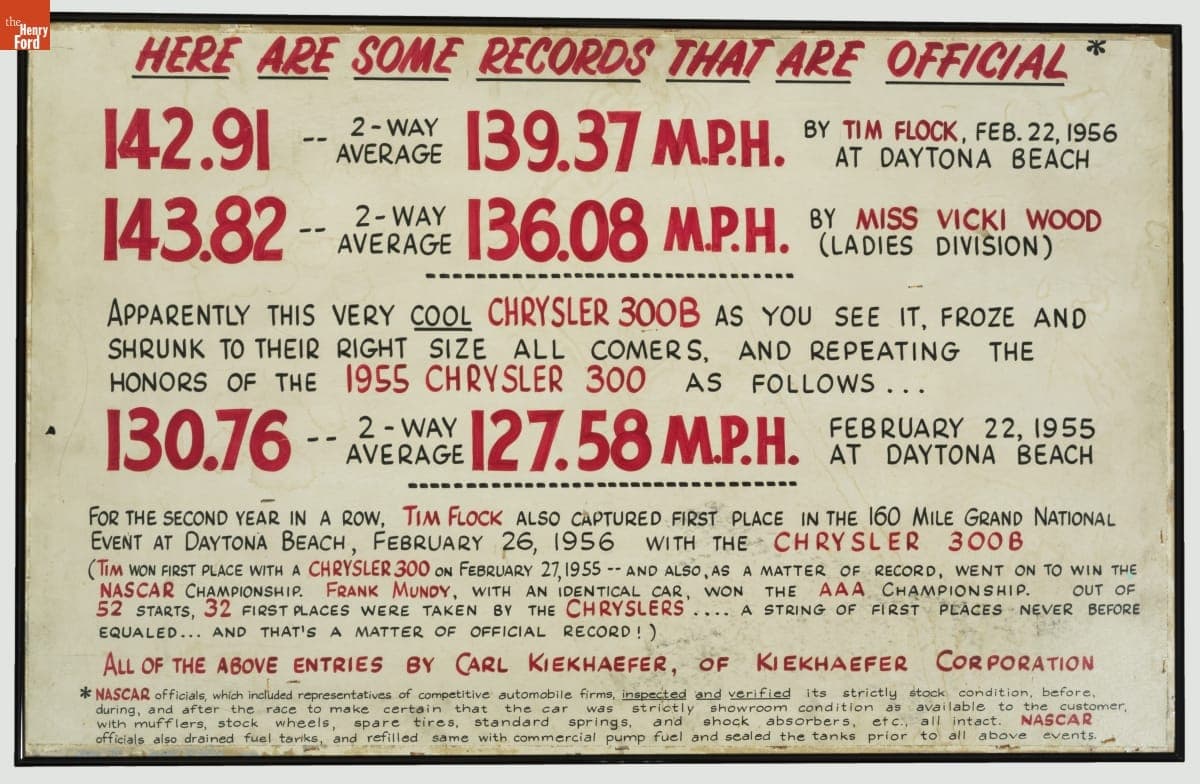 the
Henry
Ford
HERE ARE SOME RECORDS THAT ARE OFFICIAL *
142.91 -- 2-WAY AVERAGE 139.37 M.P.H. BY TIM FLOCK, FEB. 22, 1956 AT DAYTONA BEACH
143.82 -- 2-WAY AVERAGE 136.08 M.P.H. BY MISS VICKI WOOD (LADIES DIVISION)
APPARENTLY THIS VERY COOL CHRYSLER 300B AS YOU SEE IT, FROZE AND
SHRUNK TO THEIR RIGHT SIZE ALL COMERS, AND REPEATING THE
HONORS OF THE 1955 CHRYSLER 300 AS FOLLOWS...
130.76 -- 2-WAY AVERAGE 127.58 M.P.H. FEBRUARY 22, 1955 AT DAYTONA BEACH
FOR THE SECOND YEAR IN A ROW, TIM FLOCK ALSO CAPTURED FIRST PLACE IN THE 160 MILE GRAND NATIONAL
EVENT AT DAYTONA BEACH, FEBRUARY 26, 1956 WITH THE CHRYSLER 300B
(TIM WON FIRST PLACE WITH A CHRYSLER 300 ON FEBRUARY 27, 1955 -- AND ALSO, AS A MATTER OF RECORD, WENT ON TO WIN THE
NASCAR CHAMPIONSHIP. FRANK MUNDY, WITH AN IDENTICAL CAR, WON THE AAA CHAMPIONSHIP. OUT OF
52 STARTS, 32 FIRST PLACES WERE TAKEN BY THE CHRYSLERS .... A STRING OF FIRST PLACES NEVER BEFORE
EQUALED... AND THAT'S A MATTER OF OFFICIAL RECORD!)
ALL OF THE ABOVE ENTRIES BY CARL KIEKHAEFER, OF KIEKHAEFER CORPORATION
* NASCAR officials, which included representatives of competitive automobile firms, inspected and verified its strictly stock condition, before,
during, and after the race to make certain that the car was strictly showroom condition as available to the customer,
with mufflers, stock wheels, spare tires, standard springs, and shock absorbers, etc., all intact. NASCAR
officials also drained fuel tanks, and refilled same with commercial pump fuel and sealed the tanks prior to all above events.